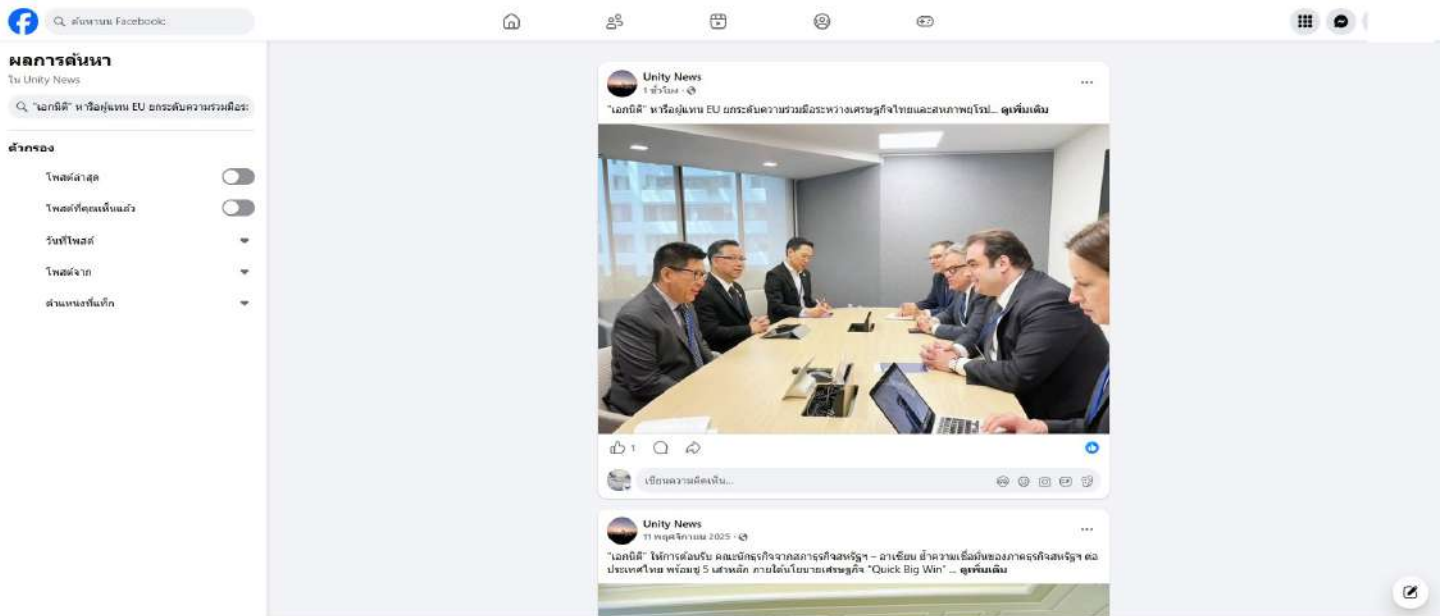 ค้นหาบน Facebook
ผลการค้นหา
ใน Unity News
"เอกนิติ" หารือผู้แทน EU ยกระดับความร่วมมือระ
ตัวกรอง
โพสต์ล่าสุด
โพสต์ที่คุณเห็นแล้ว
วันที่โพสต์
โพสต์จาก
ตำแหน่งที่แท็ก
Unity News
1 ชั่วโมง ·
"เอกนิติ" หารือผู้แทน EU ยกระดับความร่วมมือระหว่างเศรษฐกิจไทยและสหภาพยุโรป... ดูเพิ่มเติม
1
เขียนความคิดเห็น...
Unity News
11 พฤศจิกายน 2025 ·
"เอกนิติ" ให้การต้อนรับ คณะนักธุรกิจจากสภาธุรกิจสหรัฐฯ – อาเซียน ย้ำความเชื่อมั่นของภาคธุรกิจสหรัฐฯ ต่อ
ประเทศไทย พร้อมชู 5 เสาหลัก ภายใต้นโยบายเศรษฐกิจ "Quick Big Win" ... ดูเพิ่มเติม